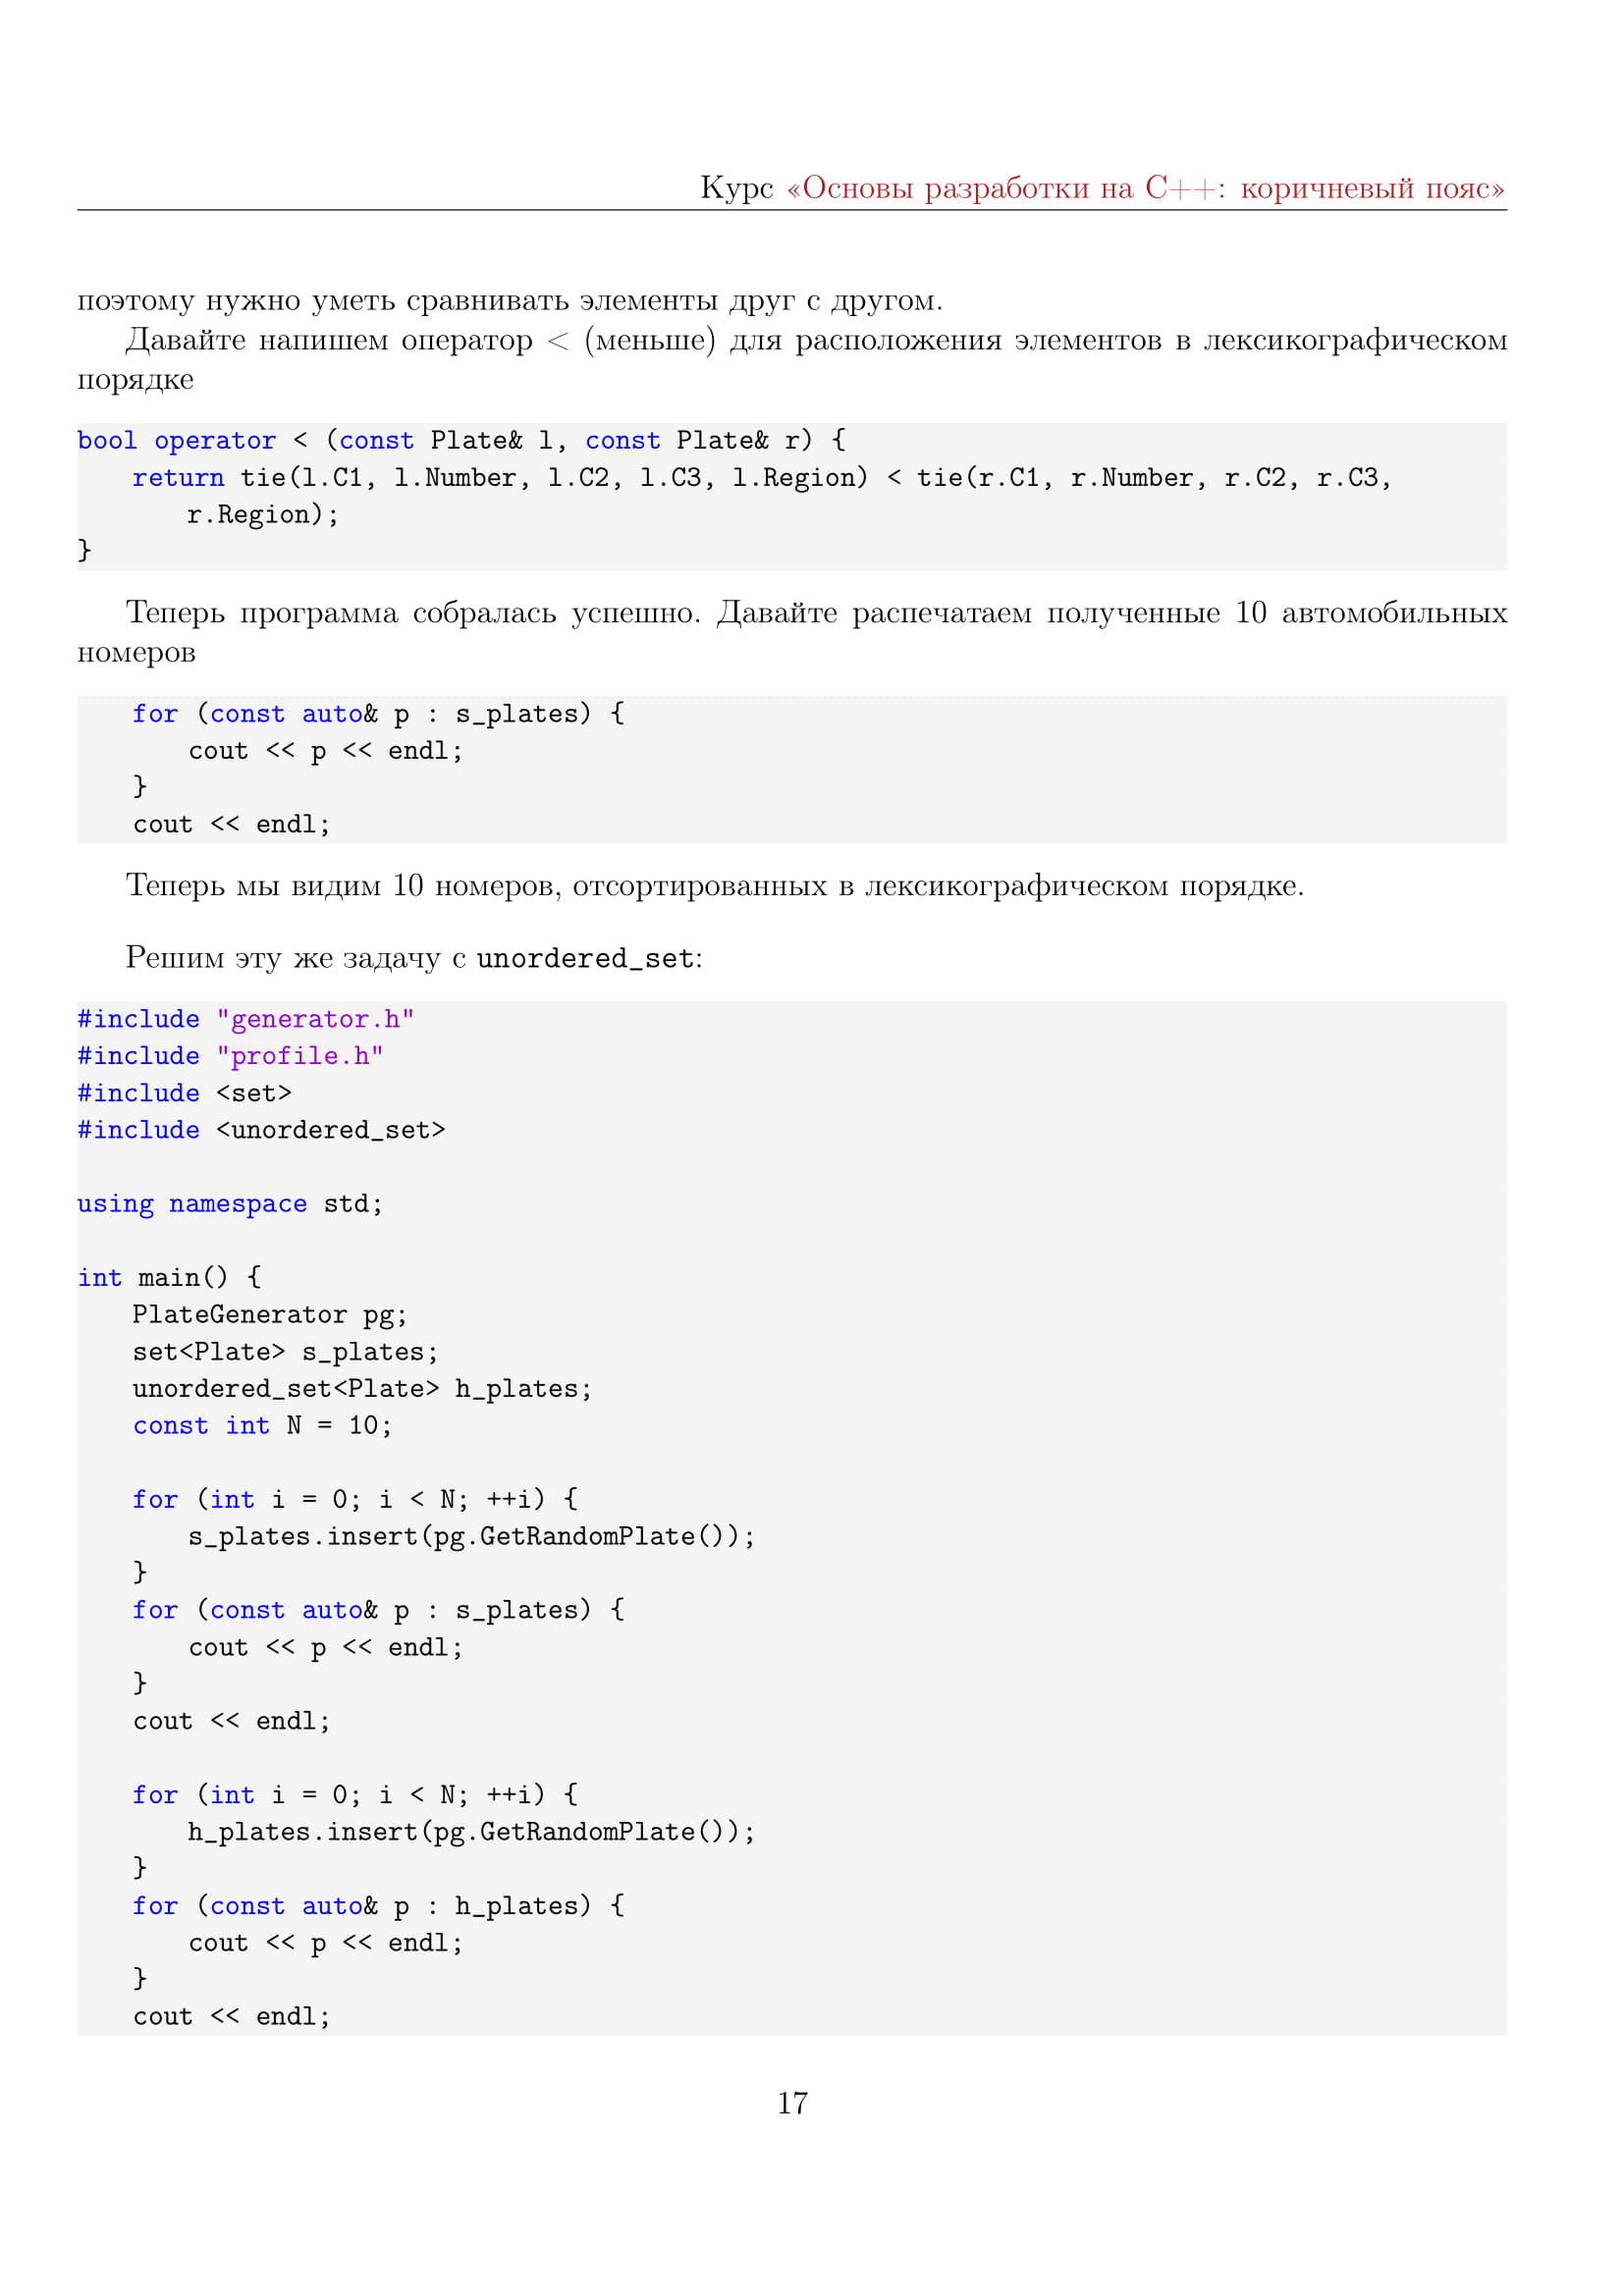 Курс «Основы разработки на C++: коричневый пояс»
поэтому нужно уметь сравнивать элементы друг с другом.
Давайте напишем оператор < (меньше) для расположения элементов в лексикографическом
порядке
bool operator < (const Plate& l, const Plate& r) {
    return tie(l.C1, l.Number, l.C2, l.C3, l.Region) < tie(r.C1, r.Number, r.C2, r.C3,
        r.Region);
}
Теперь программа собралась успешно. Давайте распечатаем полученные 10 автомобильных
номеров
    for (const auto& p : s_plates) {
        cout << p << endl;
    }
    cout << endl;
Теперь мы видим 10 номеров, отсортированных в лексикографическом порядке.
Решим эту же задачу с unordered_set:
#include "generator.h"
#include "profile.h"
#include <set>
#include <unordered_set>
using namespace std;
int main() {
    PlateGenerator pg;
    set<Plate> s_plates;
    unordered_set<Plate> h_plates;
    const int N = 10;
    for (int i = 0; i < N; ++i) {
        s_plates.insert(pg.GetRandomPlate());
    }
    for (const auto& p : s_plates) {
        cout << p << endl;
    }
    cout << endl;
    for (int i = 0; i < N; ++i) {
        h_plates.insert(pg.GetRandomPlate());
    }
    for (const auto& p : h_plates) {
        cout << p << endl;
    }
    cout << endl;
17